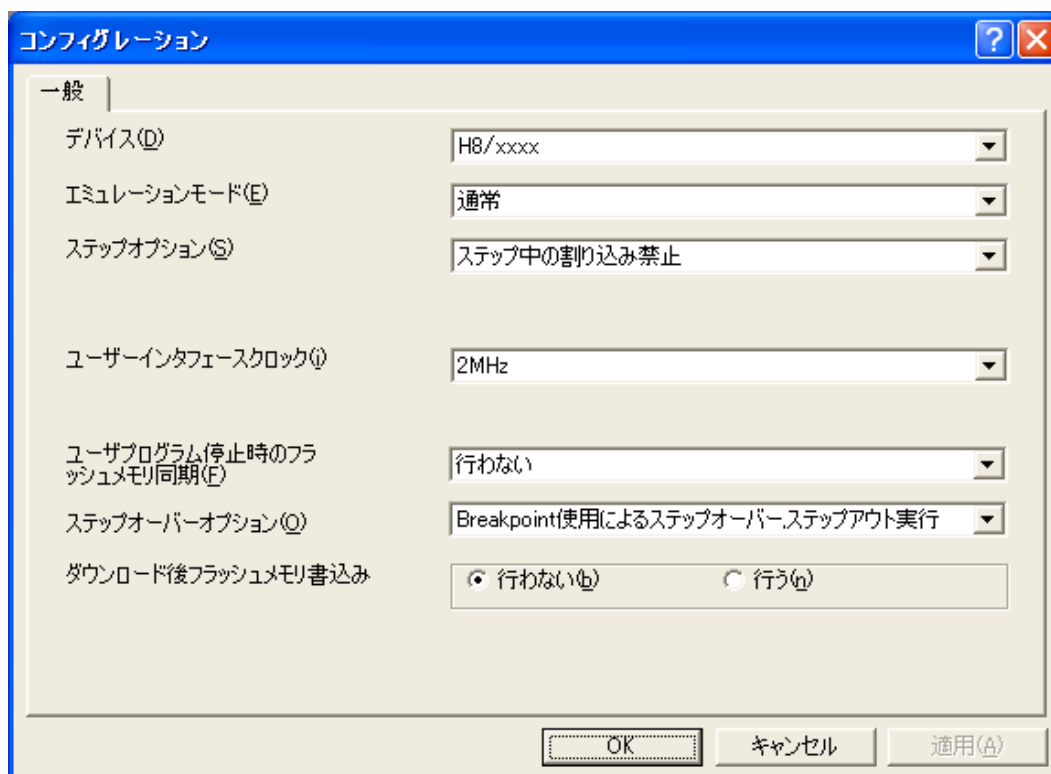 コンフィグレーション
一般
デバイス(D)
H8/xxxx
エミュレーションモード(E)
通常
ステップオプション(S)
ステップ中の割り込み禁止
ユーザーインタフェースクロック(i)
2MHz
ユーザプログラム停止時のフラ
ッシュメモリ同期(F)
行わない
ステップオーバーオプション(O)
Breakpoint使用によるステップオーバー,ステップアウト実行
ダウンロード後フラッシュメモリ書込み
行わない(b) 行う(n)
OK キャンセル 適用(A)